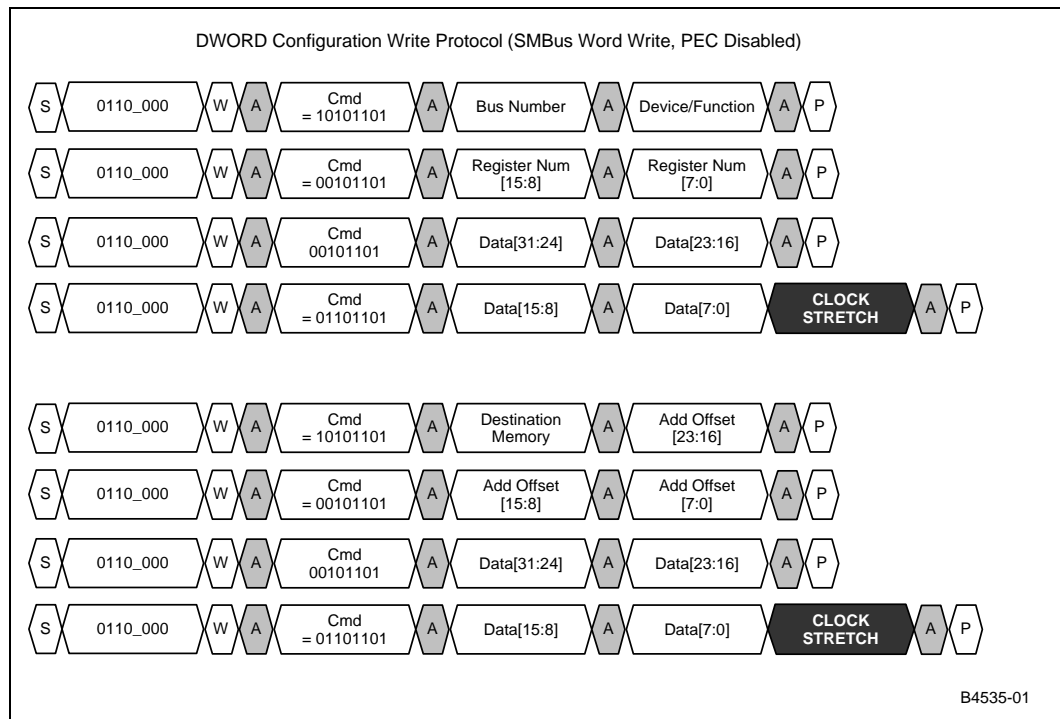 DWORD Configuration Write Protocol (SMBus Word Write, PEC Disabled)
S 0110_000 W A Cmd = 10101101 A Bus Number A Device/Function A P
S 0110_000 W A Cmd = 00101101 A Register Num [15:8] A Register Num [7:0] A P
S 0110_000 W A Cmd 00101101 A Data[31:24] A Data[23:16] A P
S 0110_000 W A Cmd = 01101101 A Data[15:8] A Data[7:0] CLOCK STRETCH A P
S 0110_000 W A Cmd = 10101101 A Destination Memory A Add Offset [23:16] A P
S 0110_000 W A Cmd = 00101101 A Add Offset [15:8] A Add Offset [7:0] A P
S 0110_000 W A Cmd 00101101 A Data[31:24] A Data[23:16] A P
S 0110_000 W A Cmd = 01101101 A Data[15:8] A Data[7:0] CLOCK STRETCH A P
B4535-01